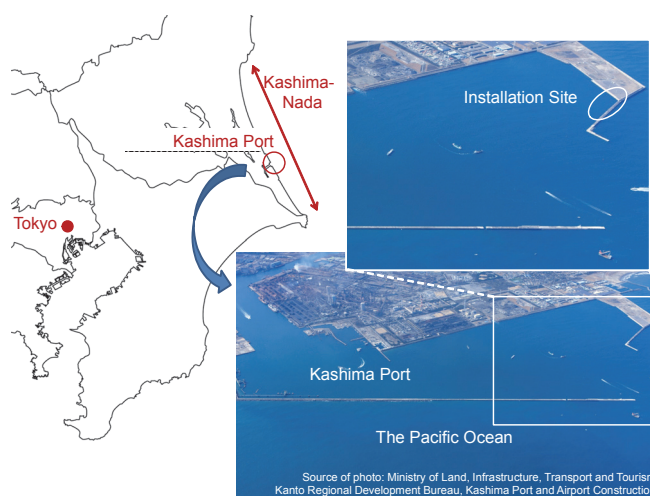 Kashima-
Nada
Kashima Port
Tokyo
Installation Site
Kashima Port
The Pacific Ocean
Source of photo: Ministry of Land, Infrastructure, Transport and Tourism
Kanto Regional Development Bureau, Kashima Port and Airport Construction